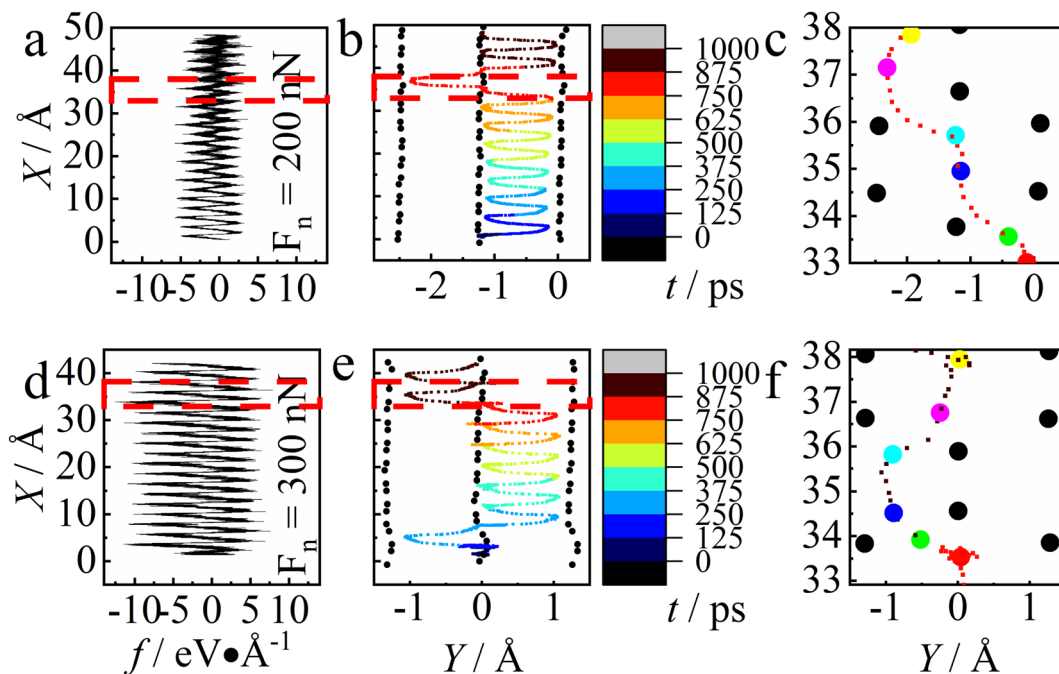 a
X / Å
50
40
30
20
10
0
-10 -5 0 5 10
F_n = 200 nN
b
-2 -1 0
1000
875
750
625
500
375
250
125
0
t / ps
c
38
37
36
35
34
33
-2 -1 0
d
X / Å
40
30
20
10
0
-10 -5 0 5 10
f / eV●Å⁻¹
F_n = 300 nN
e
-1 0 1
Y / Å
1000
875
750
625
500
375
250
125
0
t / ps
f
38
37
36
35
34
33
-1 0 1
Y / Å